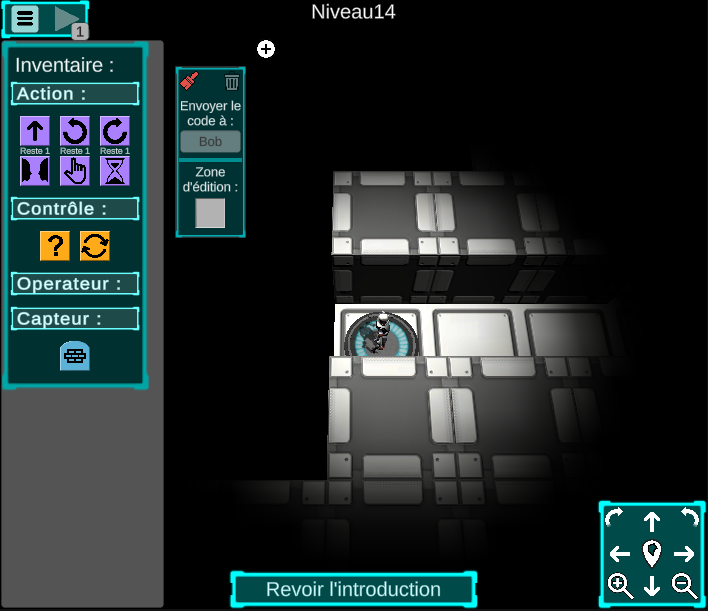 Niveau14
1
Inventaire :
Action :
Reste 1 Reste 1 Reste 1
Contrôle :
?
Operateur :
Capteur :
Envoyer le
code à :
Bob
Zone
d'édition :
Revoir l'introduction